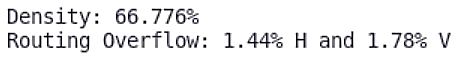 Density: 66.776%
Routing Overflow: 1.44% H and 1.78% V